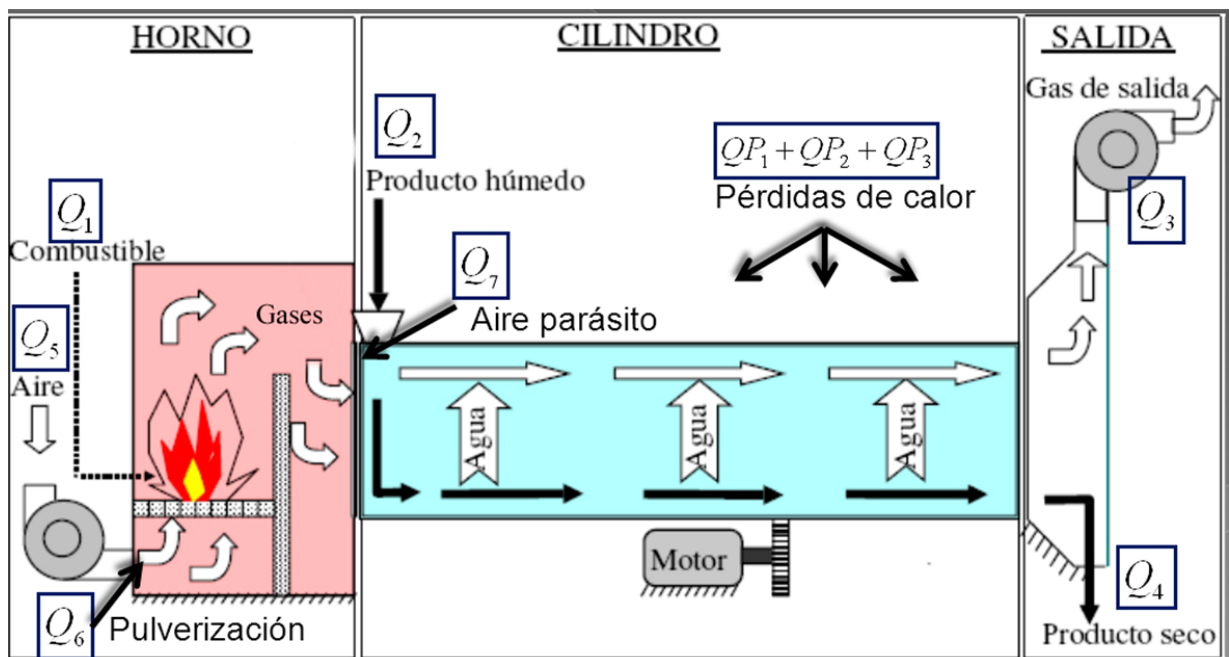 HORNO
Q₁
Combustible
Q₅
Aire
Gases
Q₆
Pulverización
CILINDRO
Q₂
Producto húmedo
Q₇
Aire parásito
QP₁ + QP₂ + QP₃
Pérdidas de calor
Agua
Agua
Agua
Motor
SALIDA
Gas de salida
Q₃
Q₄
Producto seco